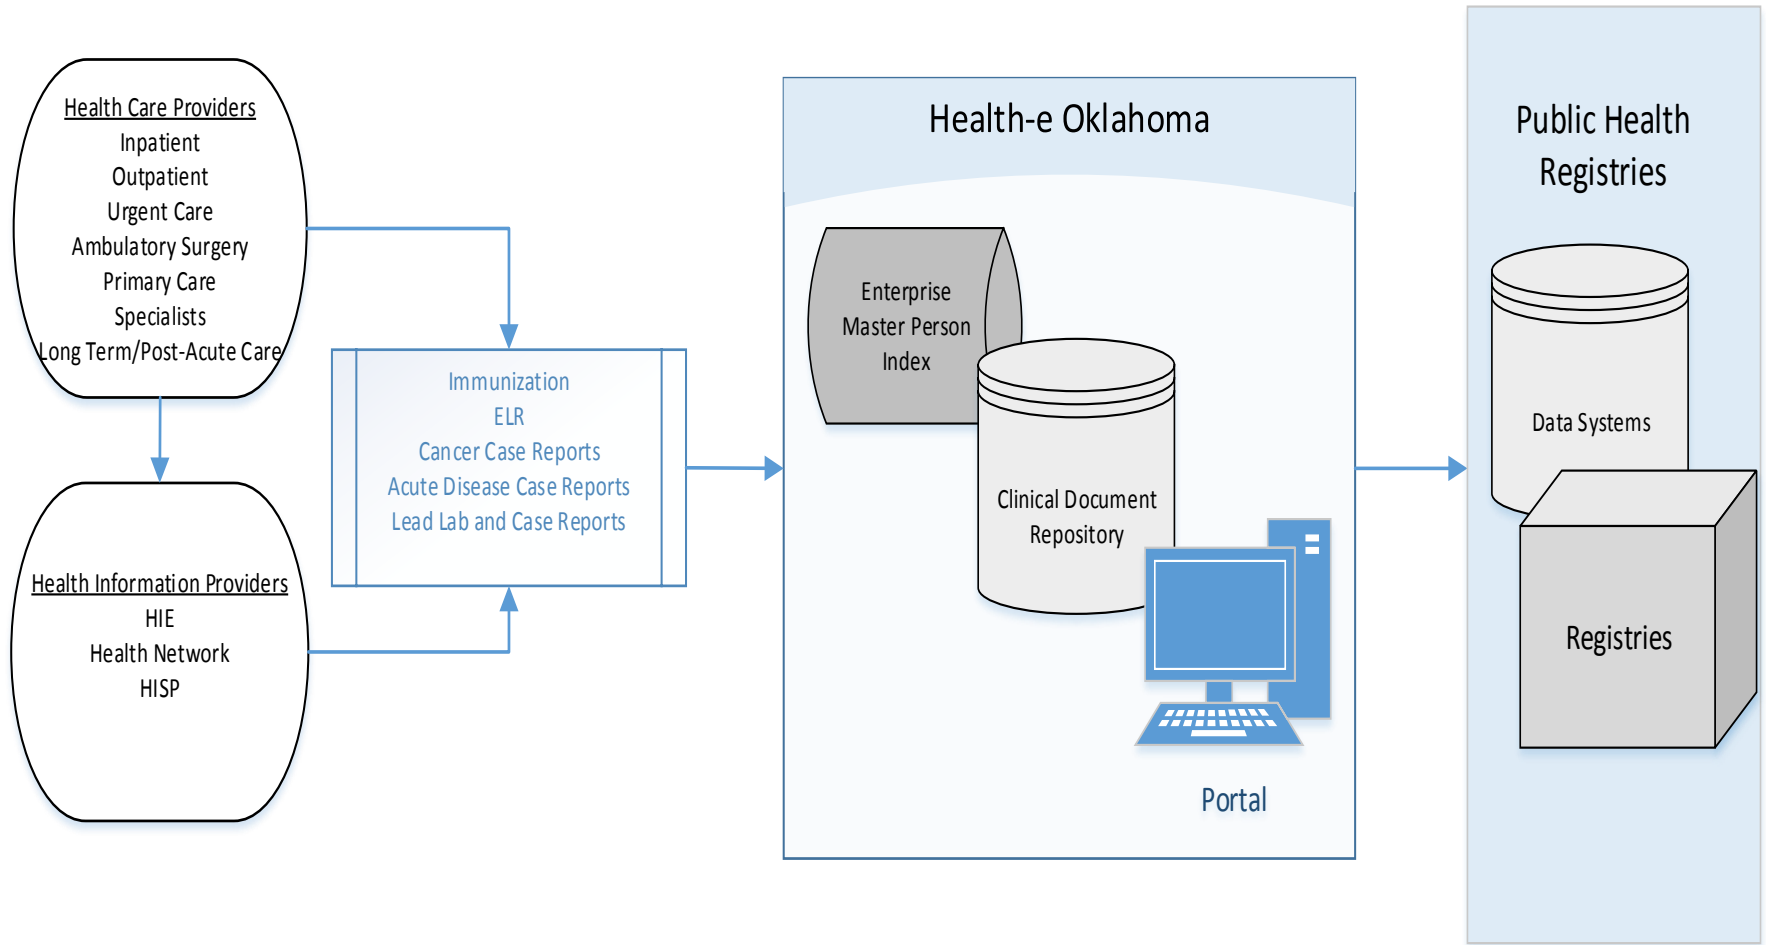 Health Care Providers
Inpatient
Outpatient
Urgent Care
Ambulatory Surgery
Primary Care
Specialists
Long Term/Post-Acute Care
Health Information Providers
HIE
Health Network
HISP
Immunization
ELR
Cancer Case Reports
Acute Disease Case Reports
Lead Lab and Case Reports
Health-e Oklahoma
Enterprise
Master Person
Index
Clinical Document
Repository
Portal
Public Health
Registries
Data Systems
Registries